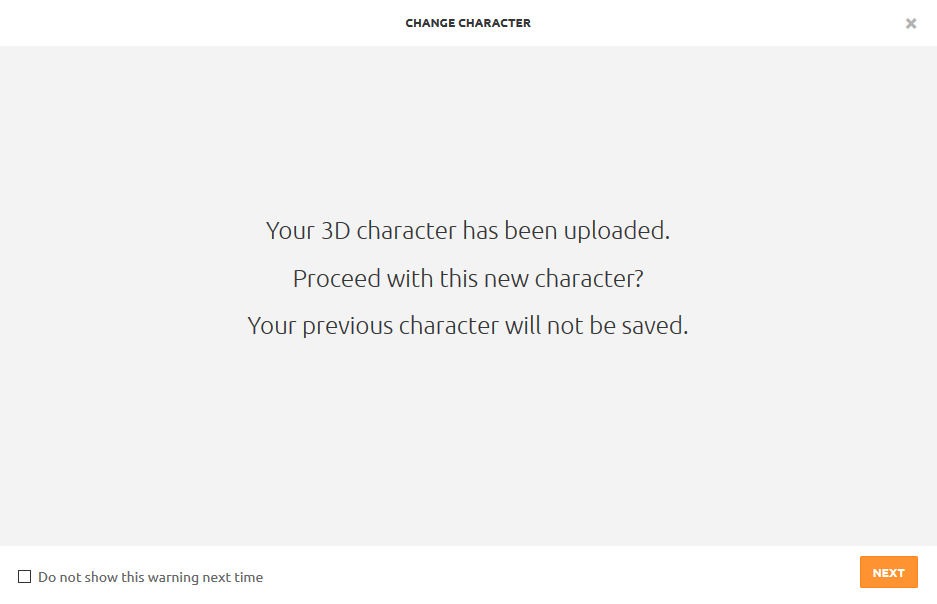 CHANGE CHARACTER
Your 3D character has been uploaded.
Proceed with this new character?
Your previous character will not be saved.
Do not show this warning next time
NEXT